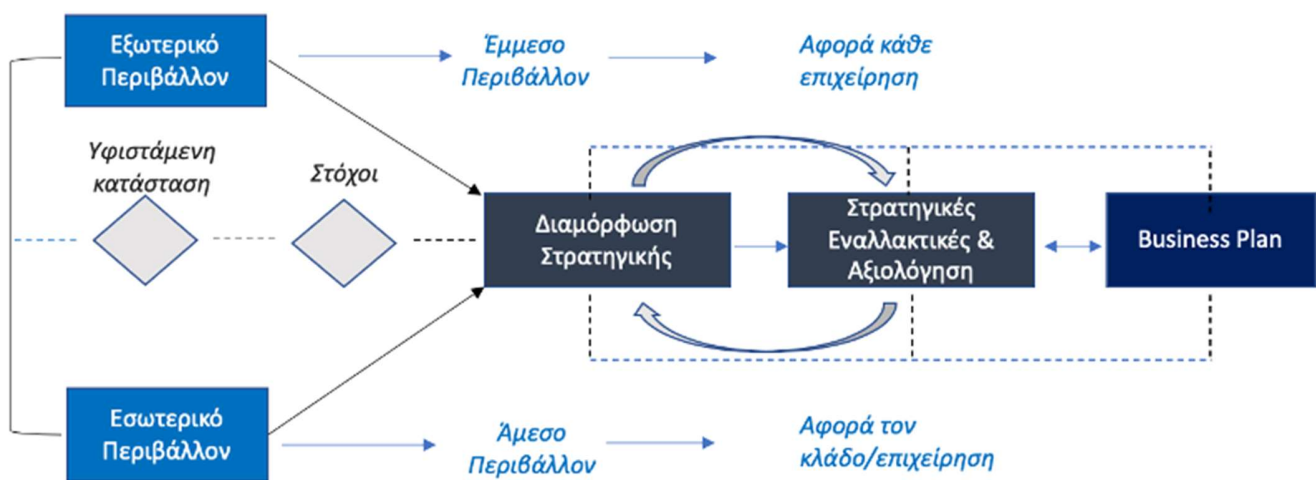 Εξωτερικό
Περιβάλλον
Έμμεσο
Περιβάλλον
Αφορά κάθε
επιχείρηση
Υφιστάμενη
κατάσταση
Στόχοι
Διαμόρφωση
Στρατηγικής
Στρατηγικές
Εναλλακτικές &
Αξιολόγηση
Business Plan
Εσωτερικό
Περιβάλλον
Άμεσο
Περιβάλλον
Αφορά τον
κλάδο/επιχείρηση